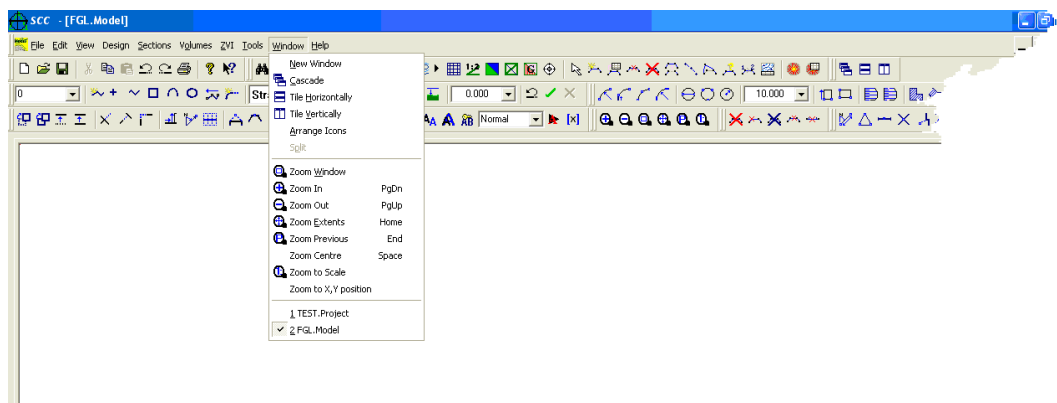 SCC - [FGL.Model]
File Edit View Design Sections Volumes ZVI Tools Window Help
New Window
Cascade
0 Str Tile Horizontally 0.000 10.000
Tile Vertically
Normal
Arrange Icons
Split
Zoom Window
Zoom In PgDn
Zoom Out PgUp
Zoom Extents Home
Zoom Previous End
Zoom Centre Space
Zoom to Scale
Zoom to X,Y position
1 TEST.Project
2 FGL.Model